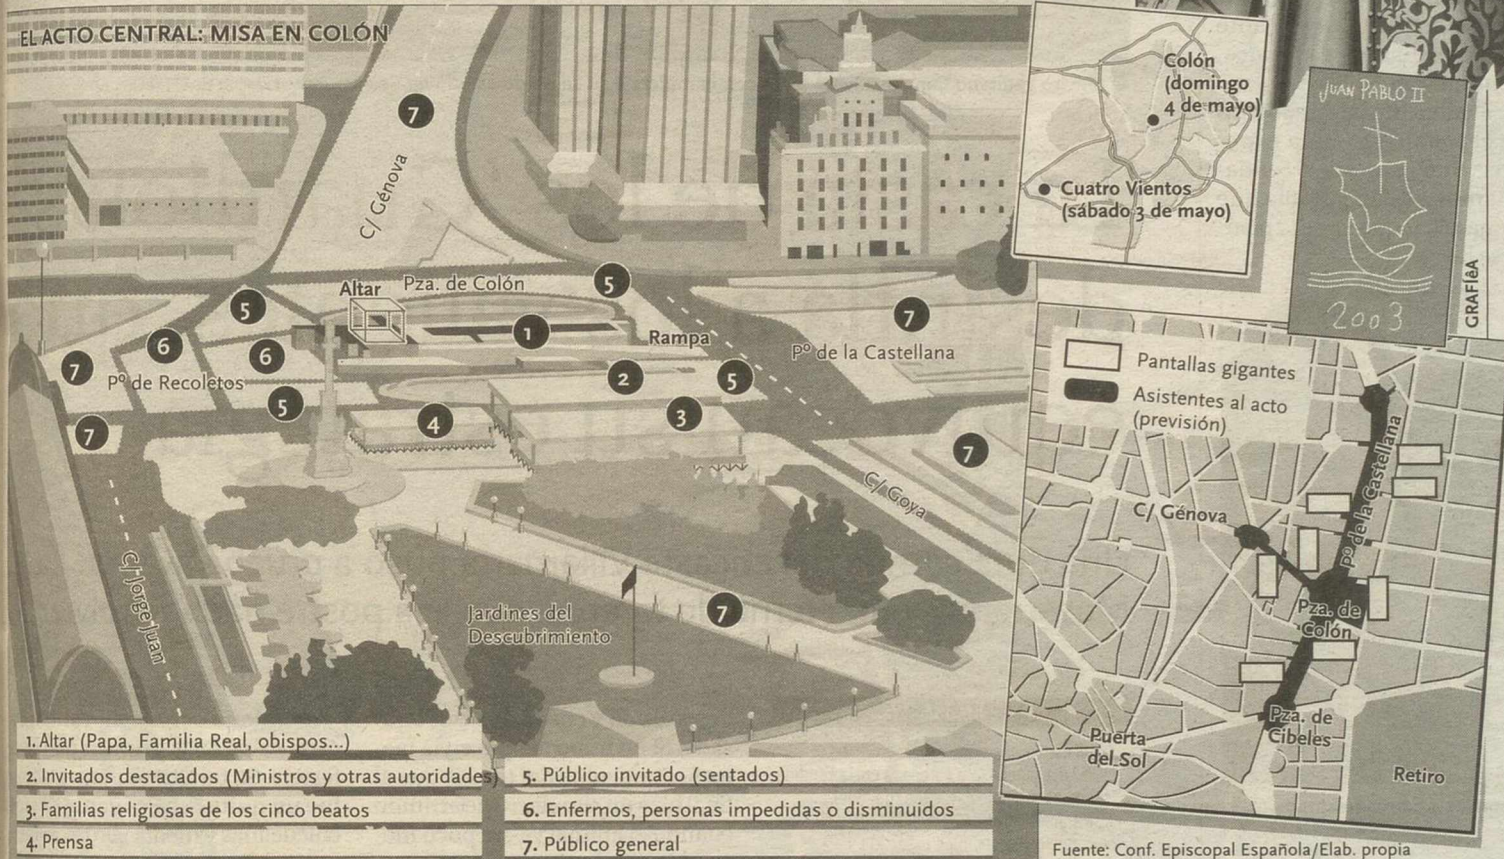 EL ACTO CENTRAL: MISA EN COLÓN
7
C/ Génova
Altar
Pza. de Colón
5
5
1
7
Rampa
Pº de la Castellana
6
6
7
Pº de Recoletos
2
5
5
3
4
7
7
C/ Goya
C/ Jorge Juan
Jardines del
Descubrimiento
7
1. Altar (Papa, Familia Real, obispos...)
2. Invitados destacados (Ministros y otras autoridades)
3. Familias religiosas de los cinco beatos
4. Prensa
5. Público invitado (sentados)
6. Enfermos, personas impedidas o disminuidos
7. Público general
Colón
(domingo
4 de mayo)
Cuatro Vientos
(sábado 3 de mayo)
JUAN PABLO II
2003
GRAFIêA
Pantallas gigantes
Asistentes al acto
(previsión)
Pº de la Castellana
C/ Génova
Pza. de
Colón
Pza. de
Cibeles
Puerta
del Sol
Retiro
Fuente: Conf. Episcopal Española/Elab. propia